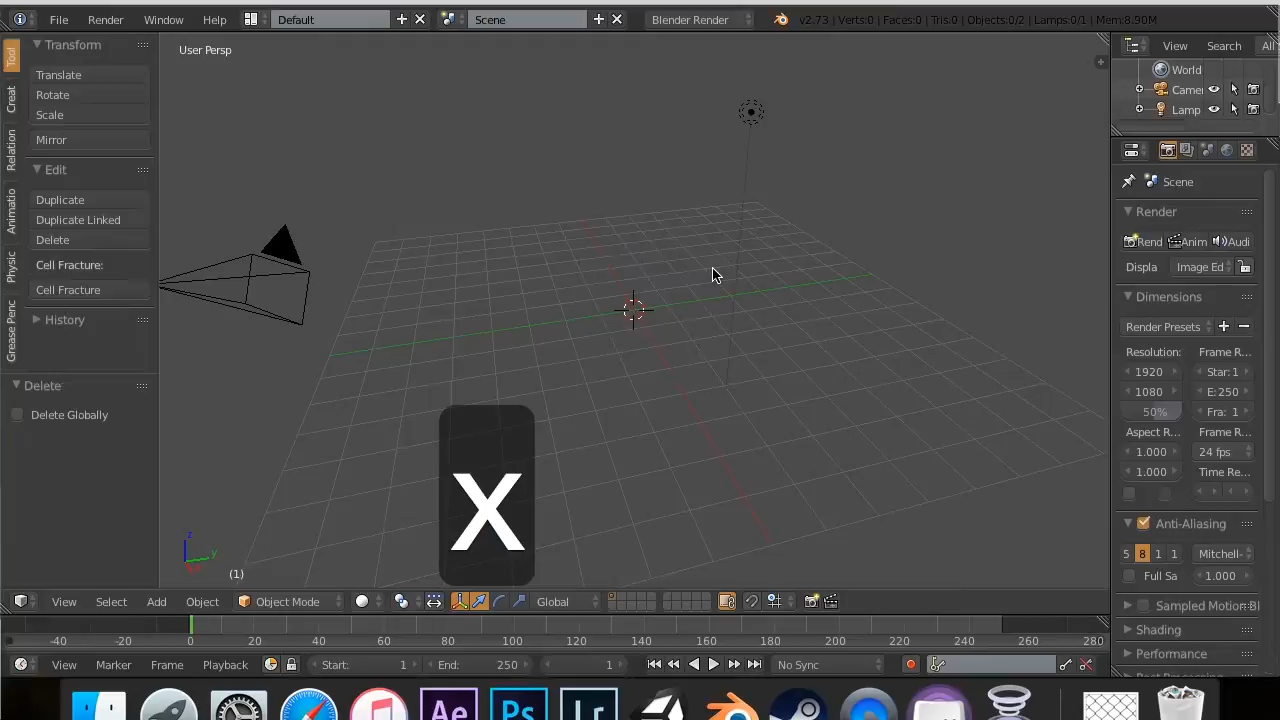 File Render Window Help Default Scene Blender Render v2.73 | Verts:0 | Faces:0 | Tris:0 | Objects:0/2 | Lamps:0/1 | Mem:8.90M
Tool
Creat
Relation
Animatio
Physic
Grease Penc
Transform
Translate
Rotate
Scale
Mirror
Edit
Duplicate
Duplicate Linked
Delete
Cell Fracture:
Cell Fracture
History
Delete
Delete Globally
User Persp
X
z
y
(1)
View Select Add Object Object Mode Global
-40 -20 0 20 40 60 80 100 120 140 160 180 200 220 240 260 280
View Marker Frame Playback Start: 1 End: 250 1 No Sync
View Search All
World
Camer
Lamp
Scene
Render
Rend Anim Audi
Displa Image Ed
Dimensions
Render Presets
Resolution: Frame R...
1920 Star: 1
1080 E:250
50% Fra: 1
Aspect R... Frame R...
1.000 24 fps
1.000 Time Re...
Anti-Aliasing
5 8 1 1 Mitchell-
Full Sa 1.000
Sampled Motion Bl
Shading
Performance
Ae Ps Lr